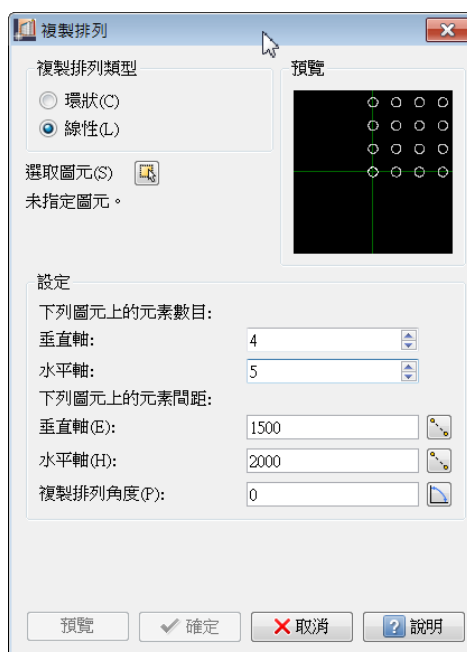 複製排列
複製排列類型
環狀(C)
線性(L)
選取圖元(S)
未指定圖元。
預覽
設定
下列圖元上的元素數目:
垂直軸: 4
水平軸: 5
下列圖元上的元素間距:
垂直軸(E): 1500
水平軸(H): 2000
複製排列角度(P): 0
預覽 確定 取消 說明